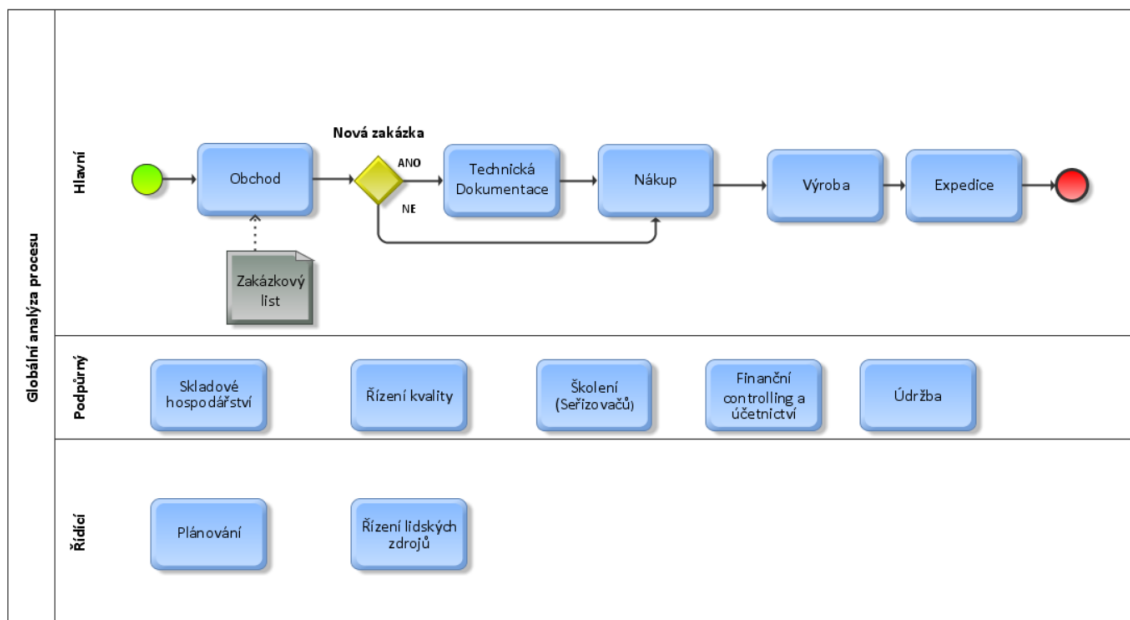 Globální analýza procesu
Hlavní
Nová zakázka
Obchod
ANO
NE
Technická
Dokumentace
Nákup
Výroba
Expedice
Zakázkový
list
Podpůrný
Skladové
hospodářství
Řízení kvality
Školení
(Seřizovačů)
Finanční
controlling a
účetnictví
Údržba
Řídící
Plánování
Řízení lidských
zdrojů